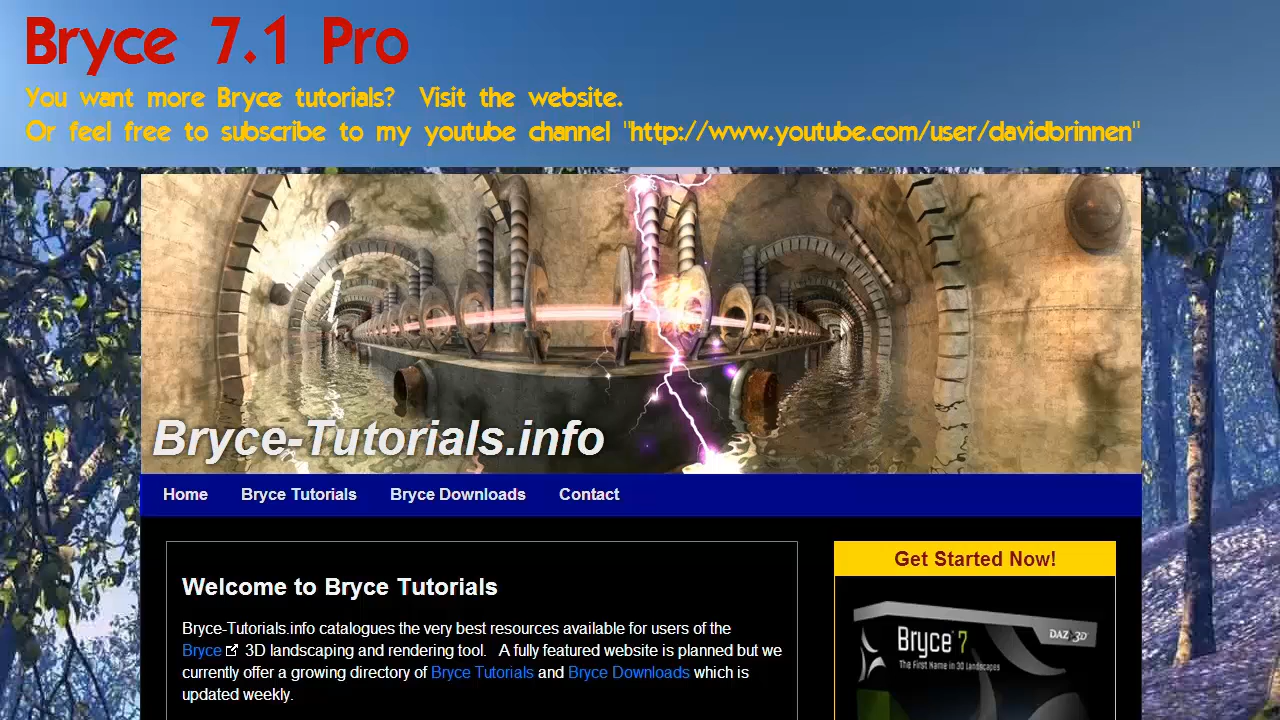 Bryce 7.1 Pro
You want more Bryce tutorials? Visit the website.
Or feel free to subscribe to my youtube channel "http://www.youtube.com/user/davidbrinnen"
Bryce-Tutorials.info
Home Bryce Tutorials Bryce Downloads Contact
Welcome to Bryce Tutorials
Bryce-Tutorials.info catalogues the very best resources available for users of the
Bryce 3D landscaping and rendering tool. A fully featured website is planned but we
currently offer a growing directory of Bryce Tutorials and Bryce Downloads which is
updated weekly.
Get Started Now!
Bryce 7
DAZ 3D
The First Name in 3D Landscapes